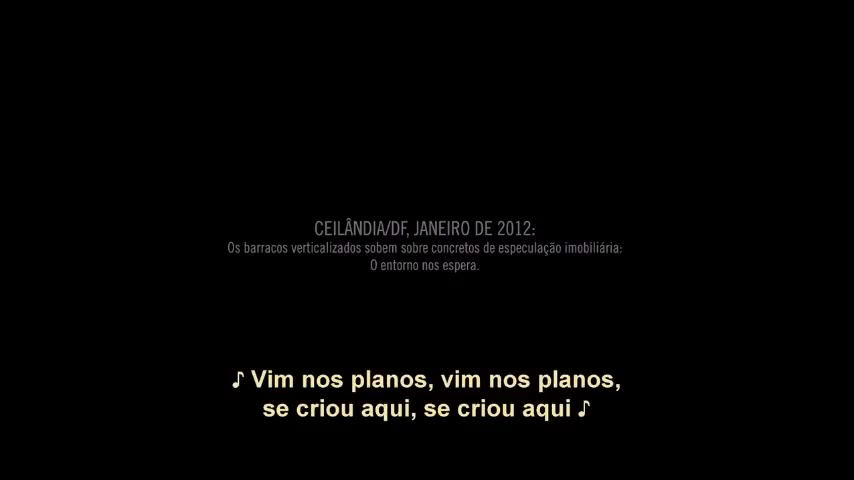 CEILÂNDIA/DF, JANEIRO DE 2012:
Os barracos verticalizados sobem sobre concretos de especulação imobiliária:
O entorno nos espera.
♪ Vim nos planos, vim nos planos,
se criou aqui, se criou aqui ♪